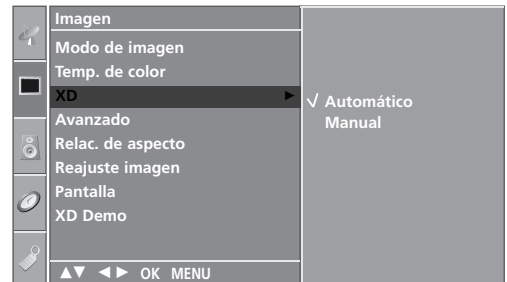 Imagen
Modo de imagen
Temp. de color
XD ►
Avanzado
Relac. de aspecto
Reajuste imagen
Pantalla
XD Demo
√ Automático
Manual
▲▼ ◄► OK MENU